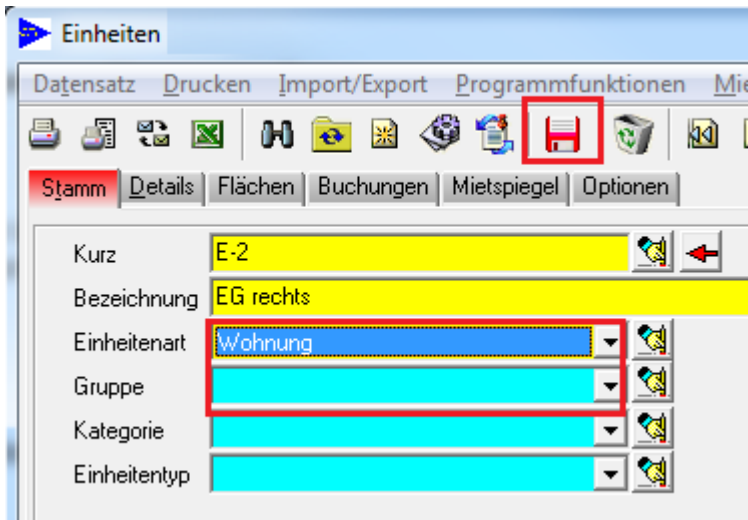 Einheiten
Datensatz Drucken Import/Export Programmfunktionen
Stamm Details Flächen Buchungen Mietspiegel Optionen
Kurz E-2
Bezeichnung EG rechts
Einheitenart Wohnung
Gruppe
Kategorie
Einheitentyp